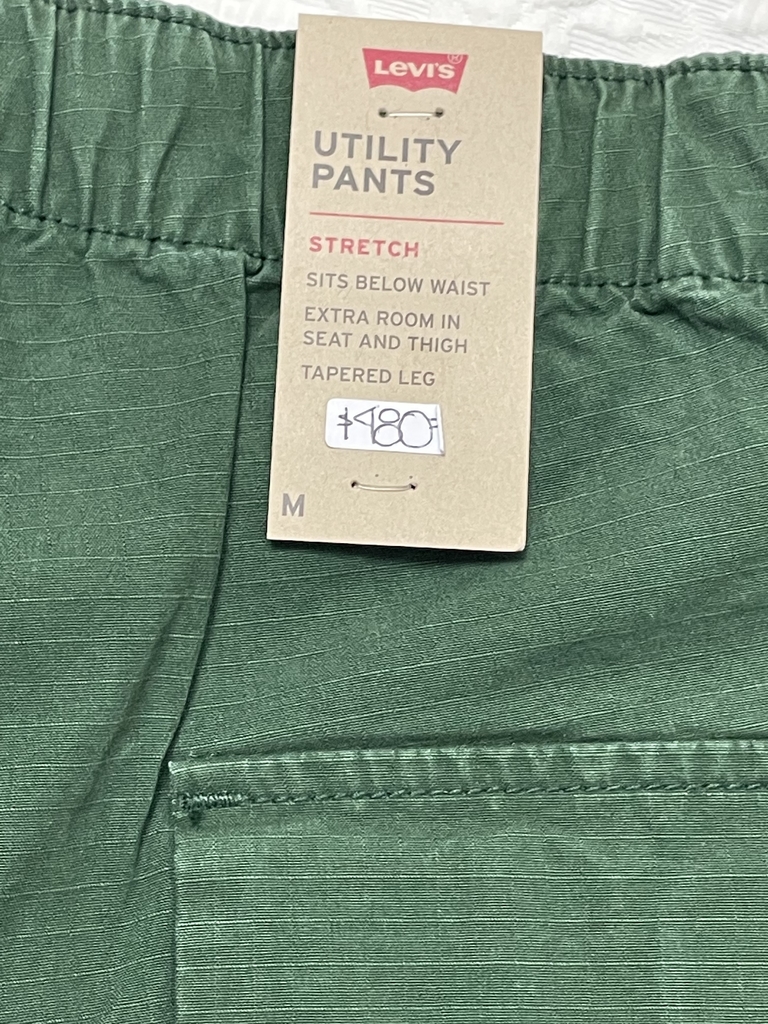 LEVI'S®
UTILITY
PANTS
STRETCH
SITS BELOW WAIST
EXTRA ROOM IN
SEAT AND THIGH
TAPERED LEG
$480=
M